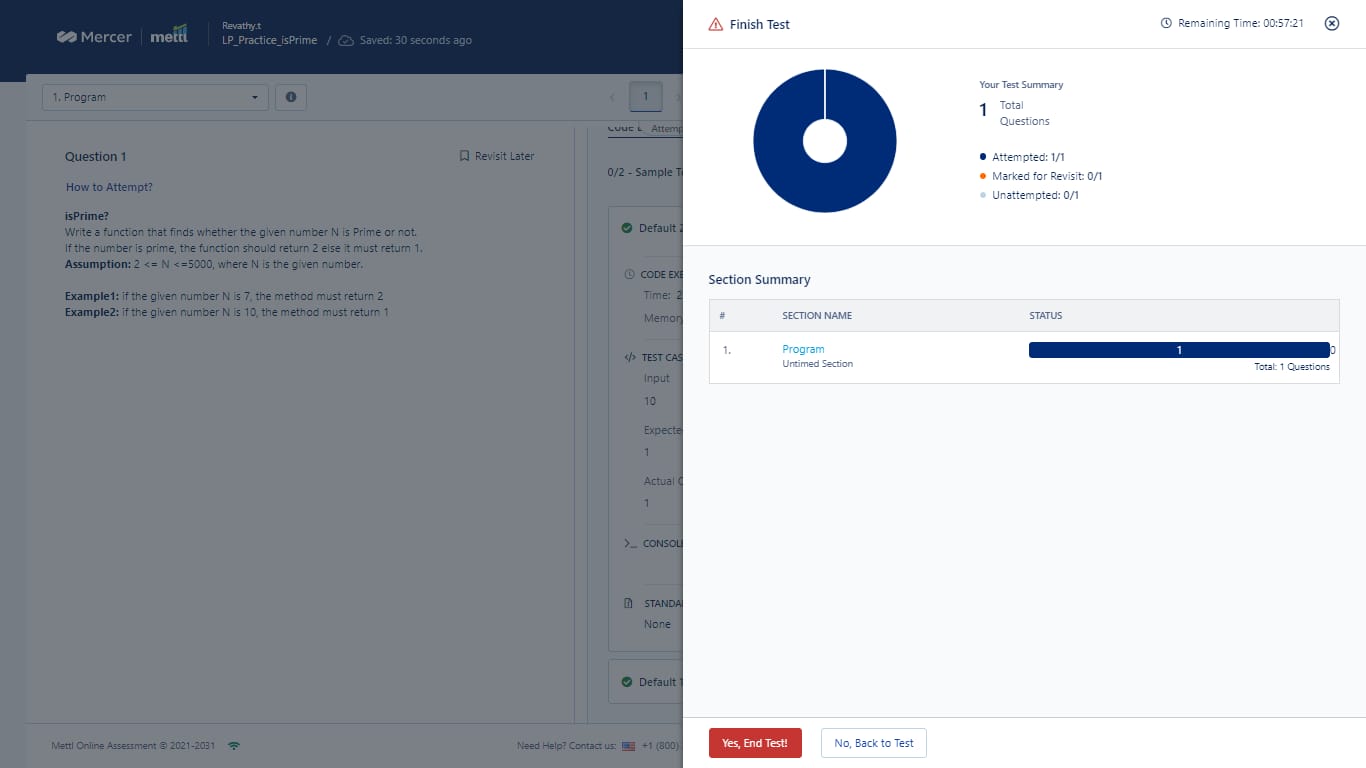 Mercer mettl
Revathy.t
LP_Practice_isPrime / Saved: 30 seconds ago
1. Program
1
Code
Attemp
Question 1
Revisit Later
How to Attempt?
isPrime?
Write a function that finds whether the given number N is Prime or not.
If the number is prime, the function should return 2 else it must return 1.
Assumption: 2 <= N <=5000, where N is the given number.
Example1: if the given number N is 7, the method must return 2
Example2: if the given number N is 10, the method must return 1
0/2 - Sample Te
Default 2
CODE EXE
Time: 2
Memory
TEST CAS
Input
10
Expecte
1
Actual O
1
CONSOL
STANDA
None
Default 1
Mettl Online Assessment © 2021-2031
Need Help? Contact us: +1 (800)
Finish Test
Remaining Time: 00:57:21
Your Test Summary
1 Total
Questions
Attempted: 1/1
Marked for Revisit: 0/1
Unattempted: 0/1
Section Summary
# SECTION NAME STATUS
1. Program 1 0
Untimed Section
Total: 1 Questions
Yes, End Test!
No, Back to Test